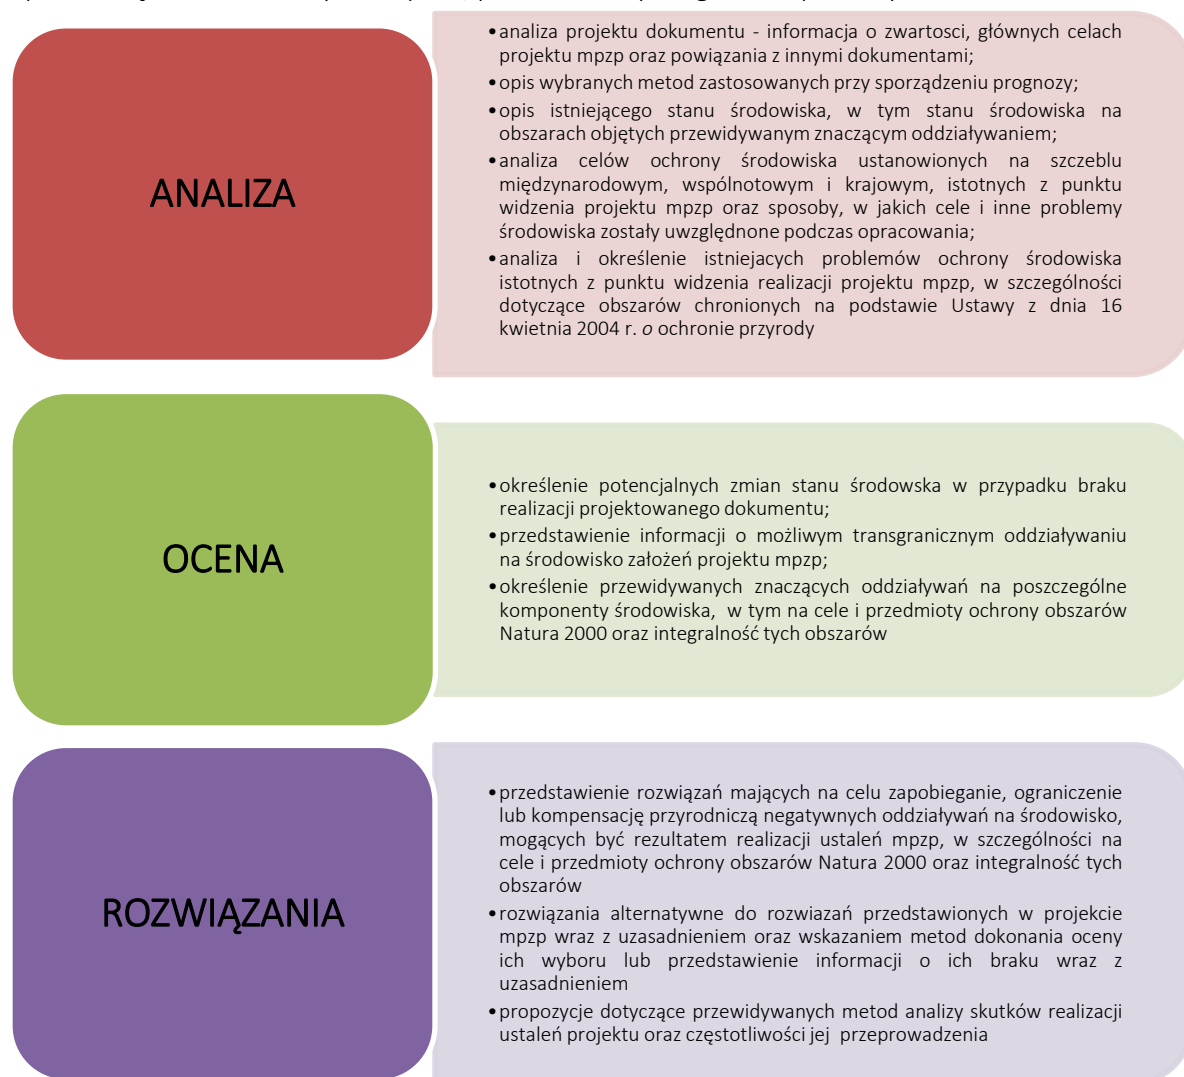 ANALIZA
•analiza projektu dokumentu - informacja o zwartosci, głównych celach
projektu mpzp oraz powiązania z innymi dokumentami;
•opis wybranych metod zastosowanych przy sporządzeniu prognozy;
•opis istniejącego stanu środowiska, w tym stanu środowiska na
obszarach objętych przewidywanym znaczącym oddziaływaniem;
•analiza celów ochrony środowiska ustanowionych na szczeblu
międzynarodowym, wspólnotowym i krajowym, istotnych z punktu
widzenia projektu mpzp oraz sposoby, w jakich cele i inne problemy
środowiska zostały uwzględnone podczas opracowania;
•analiza i określenie istniejacych problemów ochrony środowiska
istotnych z punktu widzenia realizacji projektu mpzp, w szczególności
dotyczące obszarów chronionych na podstawie Ustawy z dnia 16
kwietnia 2004 r. o ochronie przyrody
OCENA
•określenie potencjalnych zmian stanu środowska w przypadku braku
realizacji projektowanego dokumentu;
•przedstawienie informacji o możliwym transgranicznym oddziaływaniu
na środowisko założeń projektu mpzp;
•określenie przewidywanych znaczących oddziaływań na poszczególne
komponenty środowiska, w tym na cele i przedmioty ochrony obszarów
Natura 2000 oraz integralność tych obszarów
ROZWIĄZANIA
•przedstawienie rozwiązań mających na celu zapobieganie, ograniczenie
lub kompensację przyrodniczą negatywnych oddziaływań na środowisko,
mogących być rezultatem realizacji ustaleń mpzp, w szczególności na
cele i przedmioty ochrony obszarów Natura 2000 oraz integralność tych
obszarów
•rozwiązania alternatywne do rozwiazań przedstawionych w projekcie
mpzp wraz z uzasadnieniem oraz wskazaniem metod dokonania oceny
ich wyboru lub przedstawienie informacji o ich braku wraz z
uzasadnieniem
•propozycje dotyczące przewidywanych metod analizy skutków realizacji
ustaleń projektu oraz częstotliwości jej przeprowadzenia